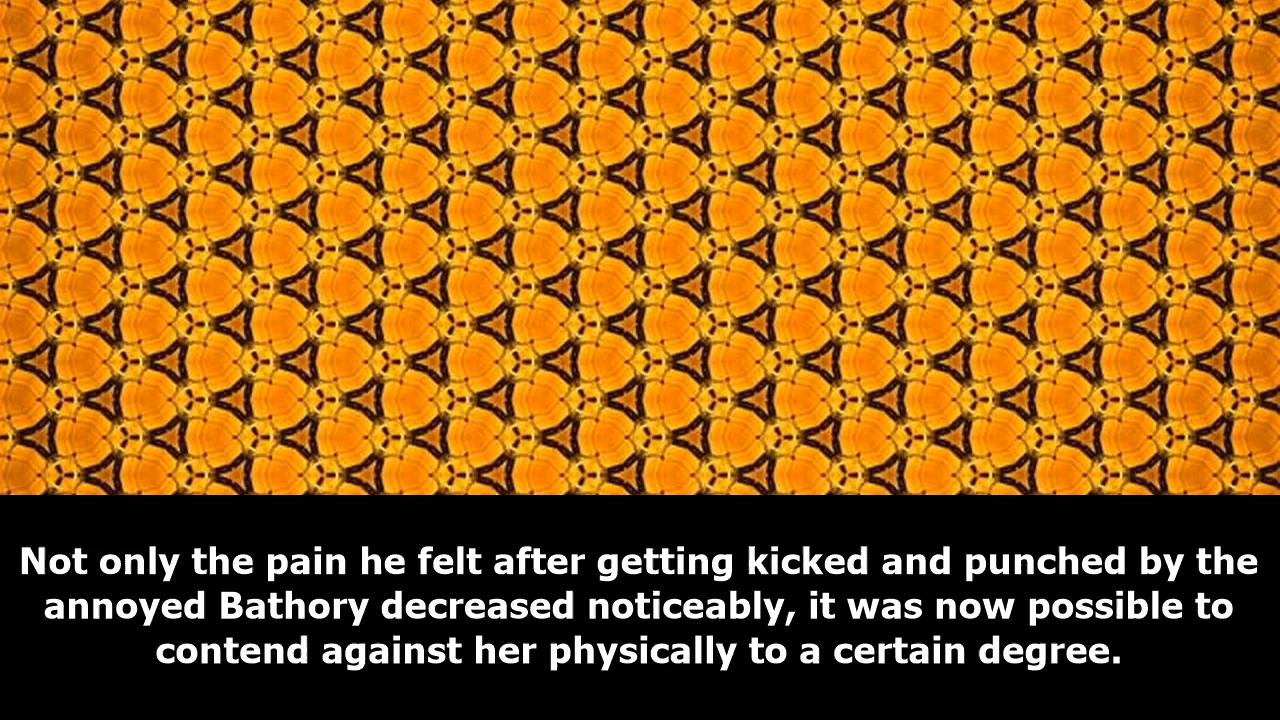 Not only the pain he felt after getting kicked and punched by the
annoyed Bathory decreased noticeably, it was now possible to
contend against her physically to a certain degree.